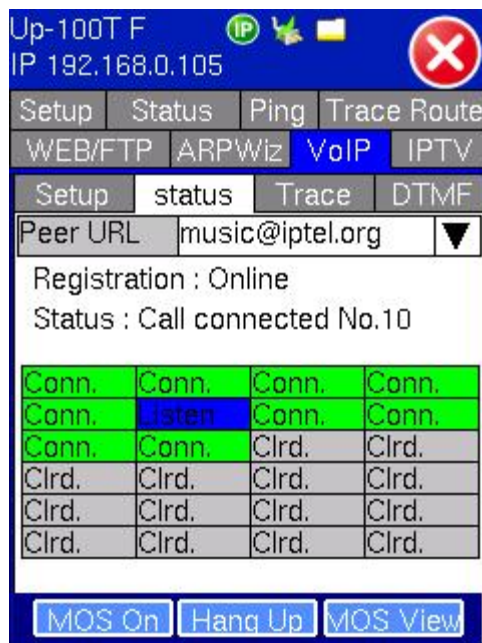 Up-100T F IP
IP 192.168.0.105
Setup Status Ping Trace Route
WEB/FTP ARPWiz VoIP IPTV
Setup status Trace DTMF
Peer URL music@iptel.org
Registration : Online
Status : Call connected No.10
Conn. Conn. Conn. Conn.
Conn. Listen Conn. Conn.
Conn. Conn. Clrd. Clrd.
Clrd. Clrd. Clrd. Clrd.
Clrd. Clrd. Clrd. Clrd.
Clrd. Clrd. Clrd. Clrd.
MOS On Hang Up MOS View